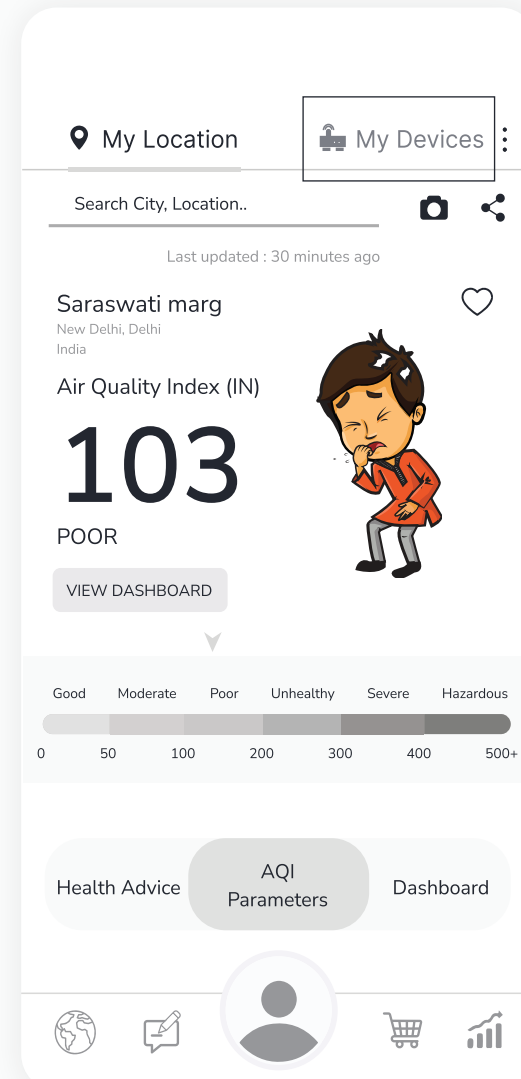 My Location
My Devices
Search City, Location..
Last updated : 30 minutes ago
Saraswati marg
New Delhi, Delhi
India
Air Quality Index (IN)
103
POOR
VIEW DASHBOARD
Good Moderate Poor Unhealthy Severe Hazardous
0 50 100 200 300 400 500+
Health Advice
AQI
Parameters
Dashboard